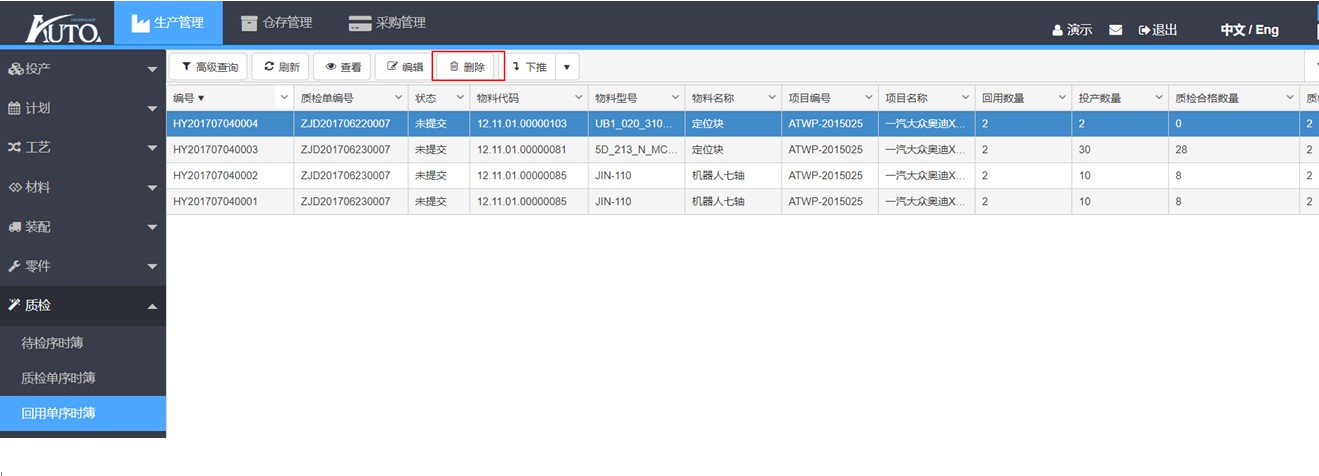 AUTO.
生产管理
仓存管理
采购管理
演示
退出
中文 / Eng
投产
计划
工艺
材料
装配
零件
质检
待检序时簿
质检单序时簿
回用单序时簿
高级查询 刷新 查看 编辑 删除 下推
编号 质检单编号 状态 物料代码 物料型号 物料名称 项目编号 项目名称 回用数量 投产数量 质检合格数量
HY201707040004 ZJD201706220007 未提交 12.11.01.00000103 UB1_020_310... 定位块 ATWP-2015025 一汽大众奥迪X... 2 2 0 2
HY201707040003 ZJD201706230007 未提交 12.11.01.00000081 5D_213_N_MC... 定位块 ATWP-2015025 一汽大众奥迪X... 2 30 28 2
HY201707040002 ZJD201706230007 未提交 12.11.01.00000085 JIN-110 机器人七轴 ATWP-2015025 一汽大众奥迪X... 2 10 8 2
HY201707040001 ZJD201706230007 未提交 12.11.01.00000085 JIN-110 机器人七轴 ATWP-2015025 一汽大众奥迪X... 2 10 8 2